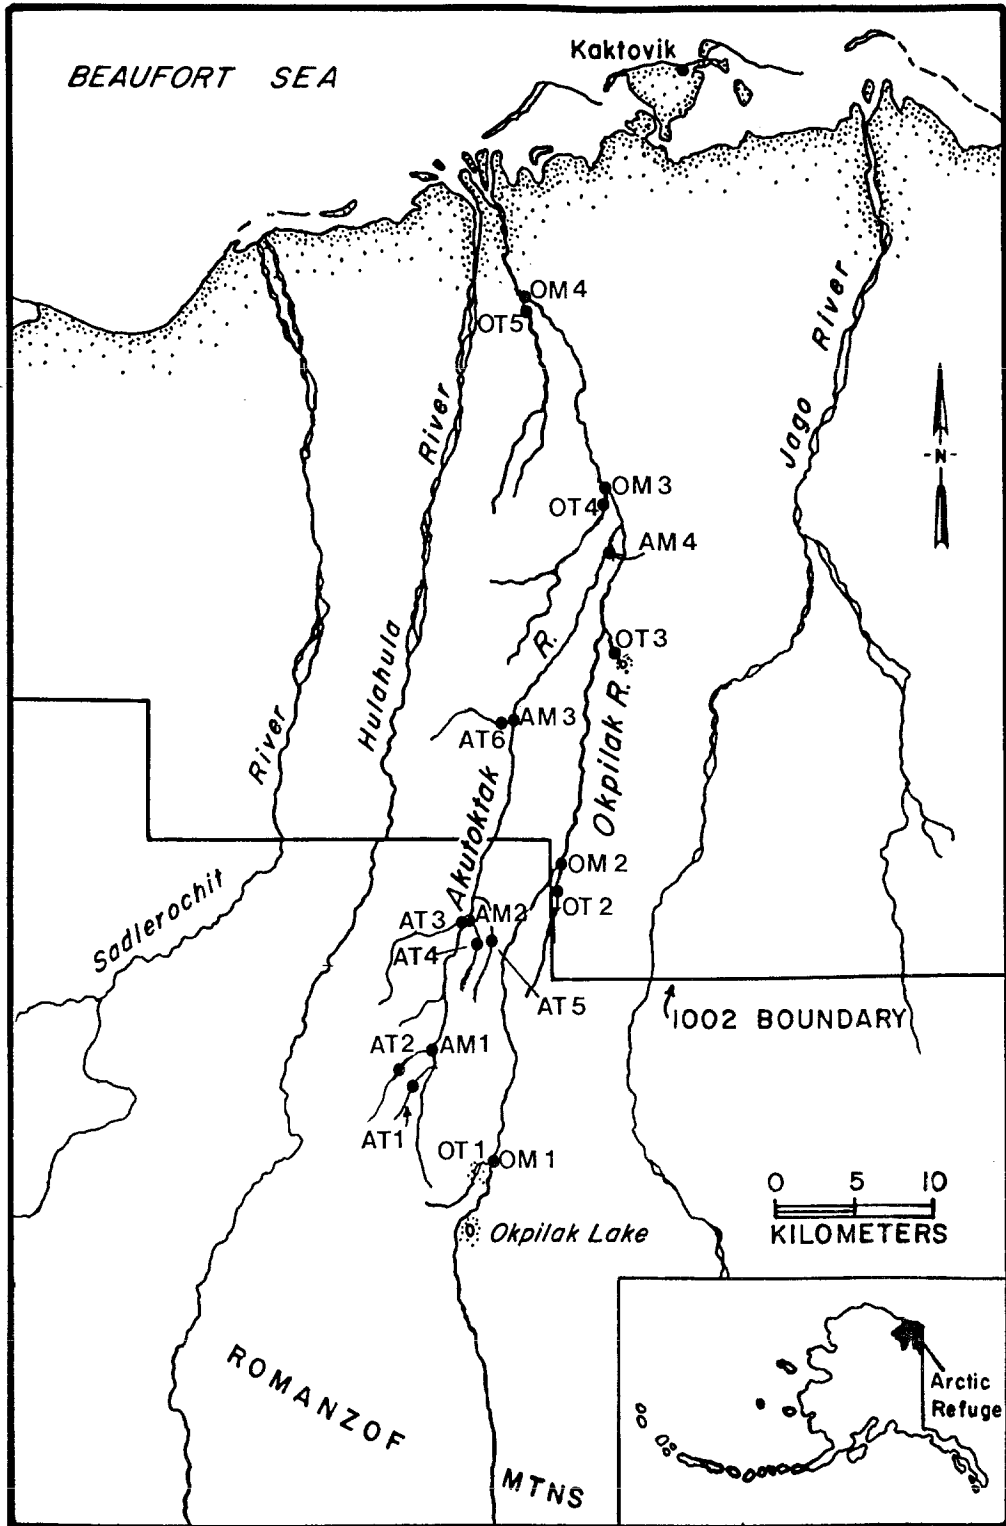 Kaktovik
BEAUFORT SEA
OM4
OT5
River
River
Jago
-N-
OM3
OT4
AM4
R.
OT3
Hulahula
River
AM3
AT6
Okpilak R.
Akutoktak
OM2
OT2
Sadlerochit
AT3
AM2
AT4
AT5
1002 BOUNDARY
AT2
AM1
AT1
OT1
OM1
0 5 10
KILOMETERS
Okpilak Lake
ROMANZOF
MTNS
Arctic
Refuge